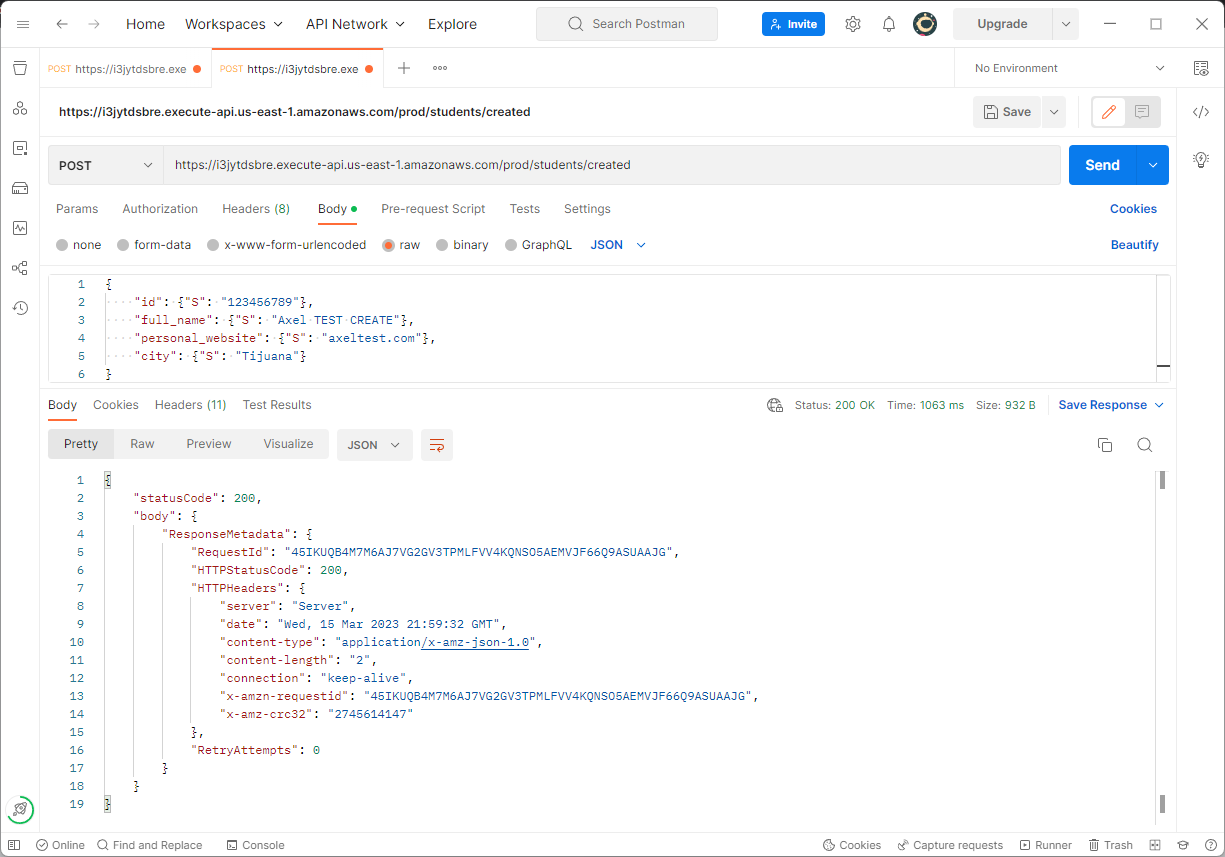 Home Workspaces API Network Explore Search Postman Invite Upgrade
POST https://i3jytdsbre.exe POST https://i3jytdsbre.exe No Environment
https://i3jytdsbre.execute-api.us-east-1.amazonaws.com/prod/students/created Save
POST https://i3jytdsbre.execute-api.us-east-1.amazonaws.com/prod/students/created Send
Params Authorization Headers (8) Body Pre-request Script Tests Settings Cookies
none form-data x-www-form-urlencoded raw binary GraphQL JSON Beautify
1 {
2 "id": {"S": "123456789"},
3 "full_name": {"S": "Axel TEST CREATE"},
4 "personal_website": {"S": "axeltest.com"},
5 "city": {"S": "Tijuana"}
6 }
Body Cookies Headers (11) Test Results Status: 200 OK Time: 1063 ms Size: 932 B Save Response
Pretty Raw Preview Visualize JSON
1 {
2 "statusCode": 200,
3 "body": {
4 "ResponseMetadata": {
5 "RequestId": "45IKUQB4M7M6AJ7VG2GV3TPMLFVV4KQNSO5AEMVJF66Q9ASUAAJG",
6 "HTTPStatusCode": 200,
7 "HTTPHeaders": {
8 "server": "Server",
9 "date": "Wed, 15 Mar 2023 21:59:32 GMT",
10 "content-type": "application/x-amz-json-1.0",
11 "content-length": "2",
12 "connection": "keep-alive",
13 "x-amzn-requestid": "45IKUQB4M7M6AJ7VG2GV3TPMLFVV4KQNSO5AEMVJF66Q9ASUAAJG",
14 "x-amz-crc32": "2745614147"
15 },
16 "RetryAttempts": 0
17 }
18 }
19 }
Online Find and Replace Console Cookies Capture requests Runner Trash